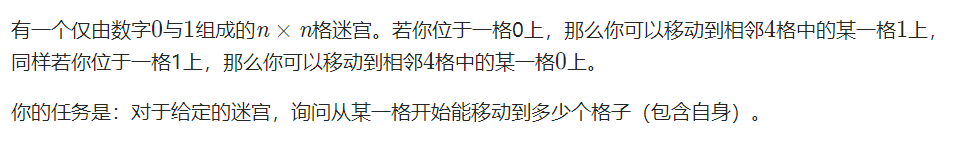 有一个仅由数字0与1组成的n × n格迷宫。若你位于一格0上，那么你可以移动到相邻4格中的某一格1上，
同样若你位于一格1上，那么你可以移动到相邻4格中的某一格0上。
你的任务是：对于给定的迷宫，询问从某一格开始能移动到多少个格子（包含自身）。